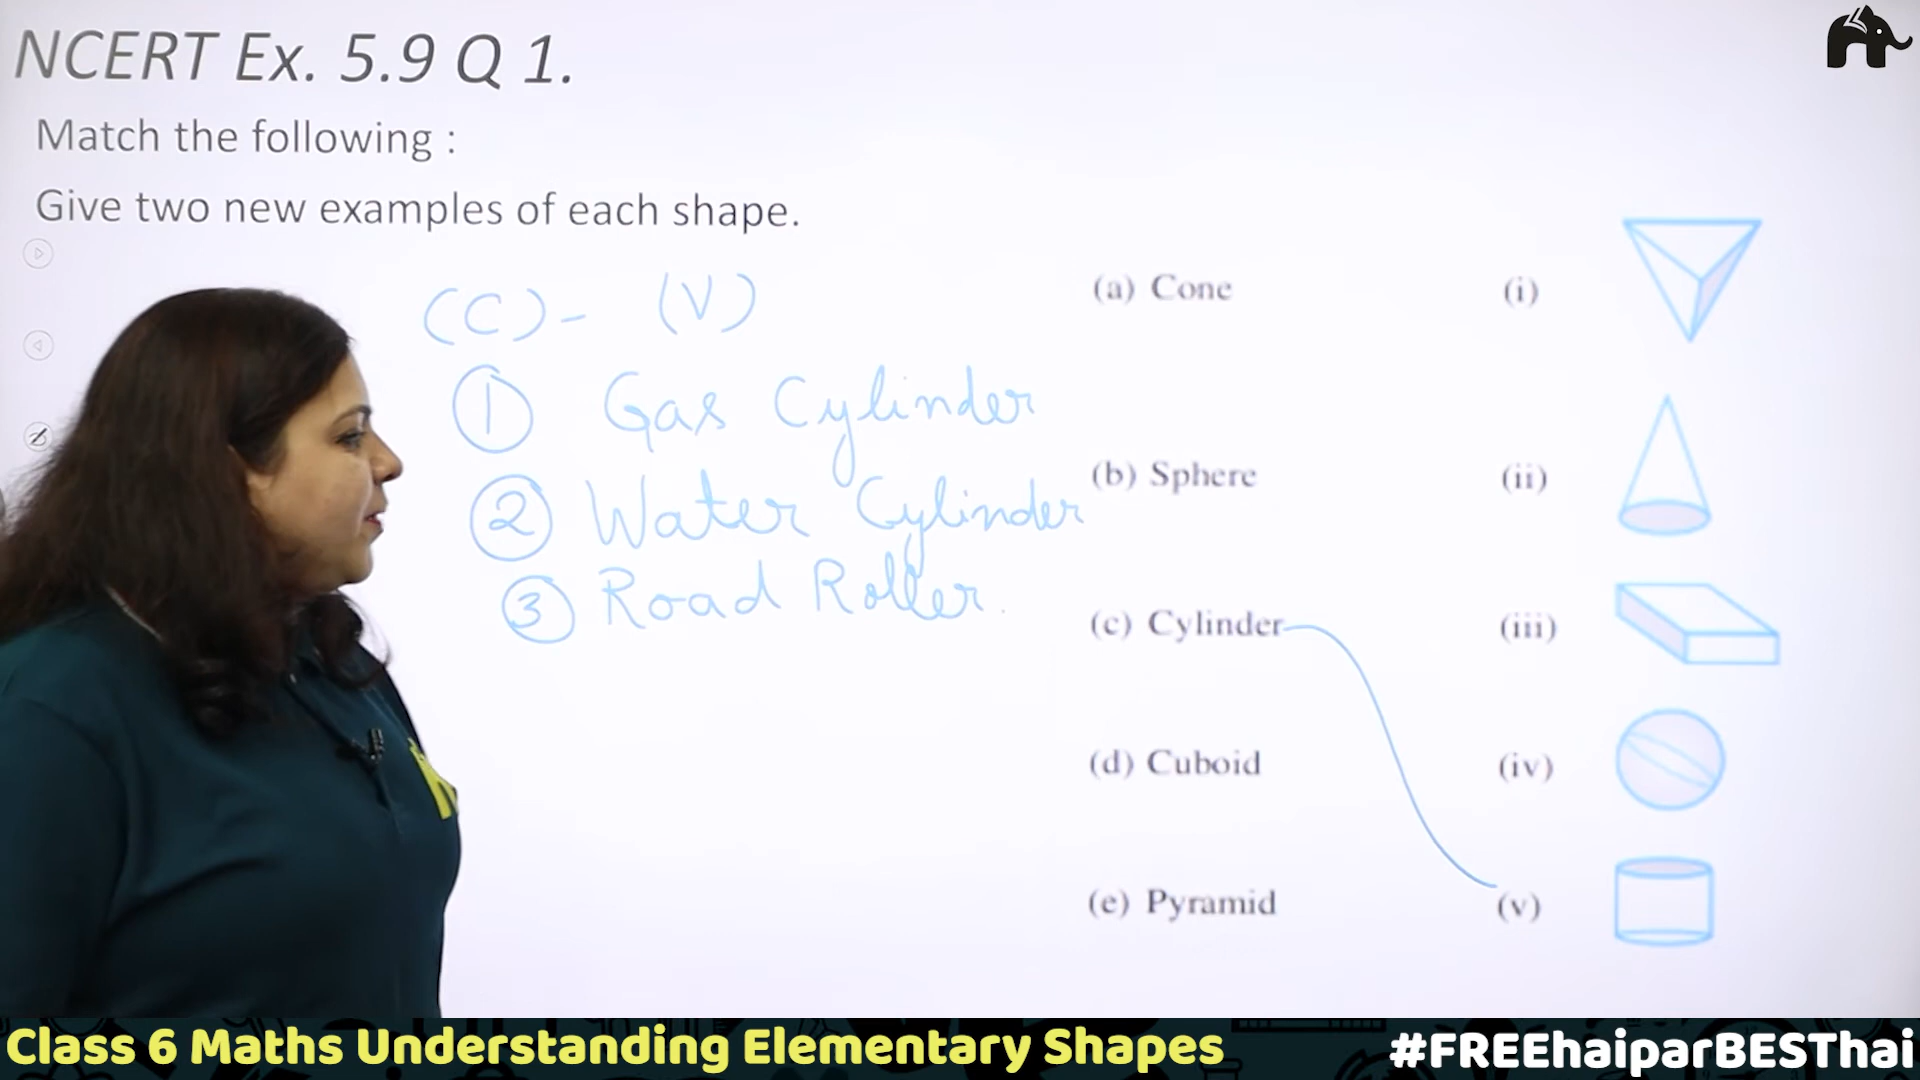 NCERT Ex. 5.9 Q 1.
Match the following :
Give two new examples of each shape.
(C) - (V)
① Gas Cylinder
② Water Cylinder
③ Road Roller.
(a) Cone (i)
(b) Sphere (ii)
(c) Cylinder (iii)
(d) Cuboid (iv)
(e) Pyramid (v)
Class 6 Maths Understanding Elementary Shapes
#FREEhaiparBESThai